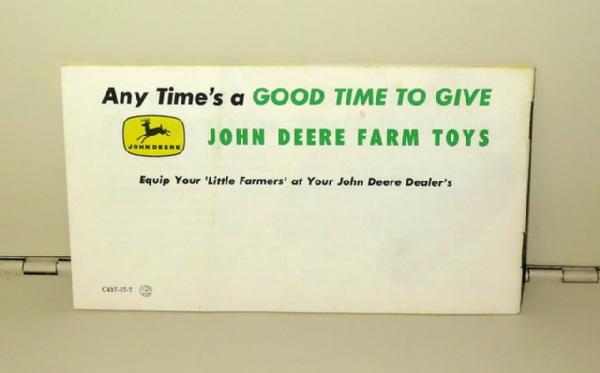 Any Time's a GOOD TIME TO GIVE
JOHN DEERE
JOHN DEERE FARM TOYS
Equip Your 'Little Farmers' at Your John Deere Dealer's